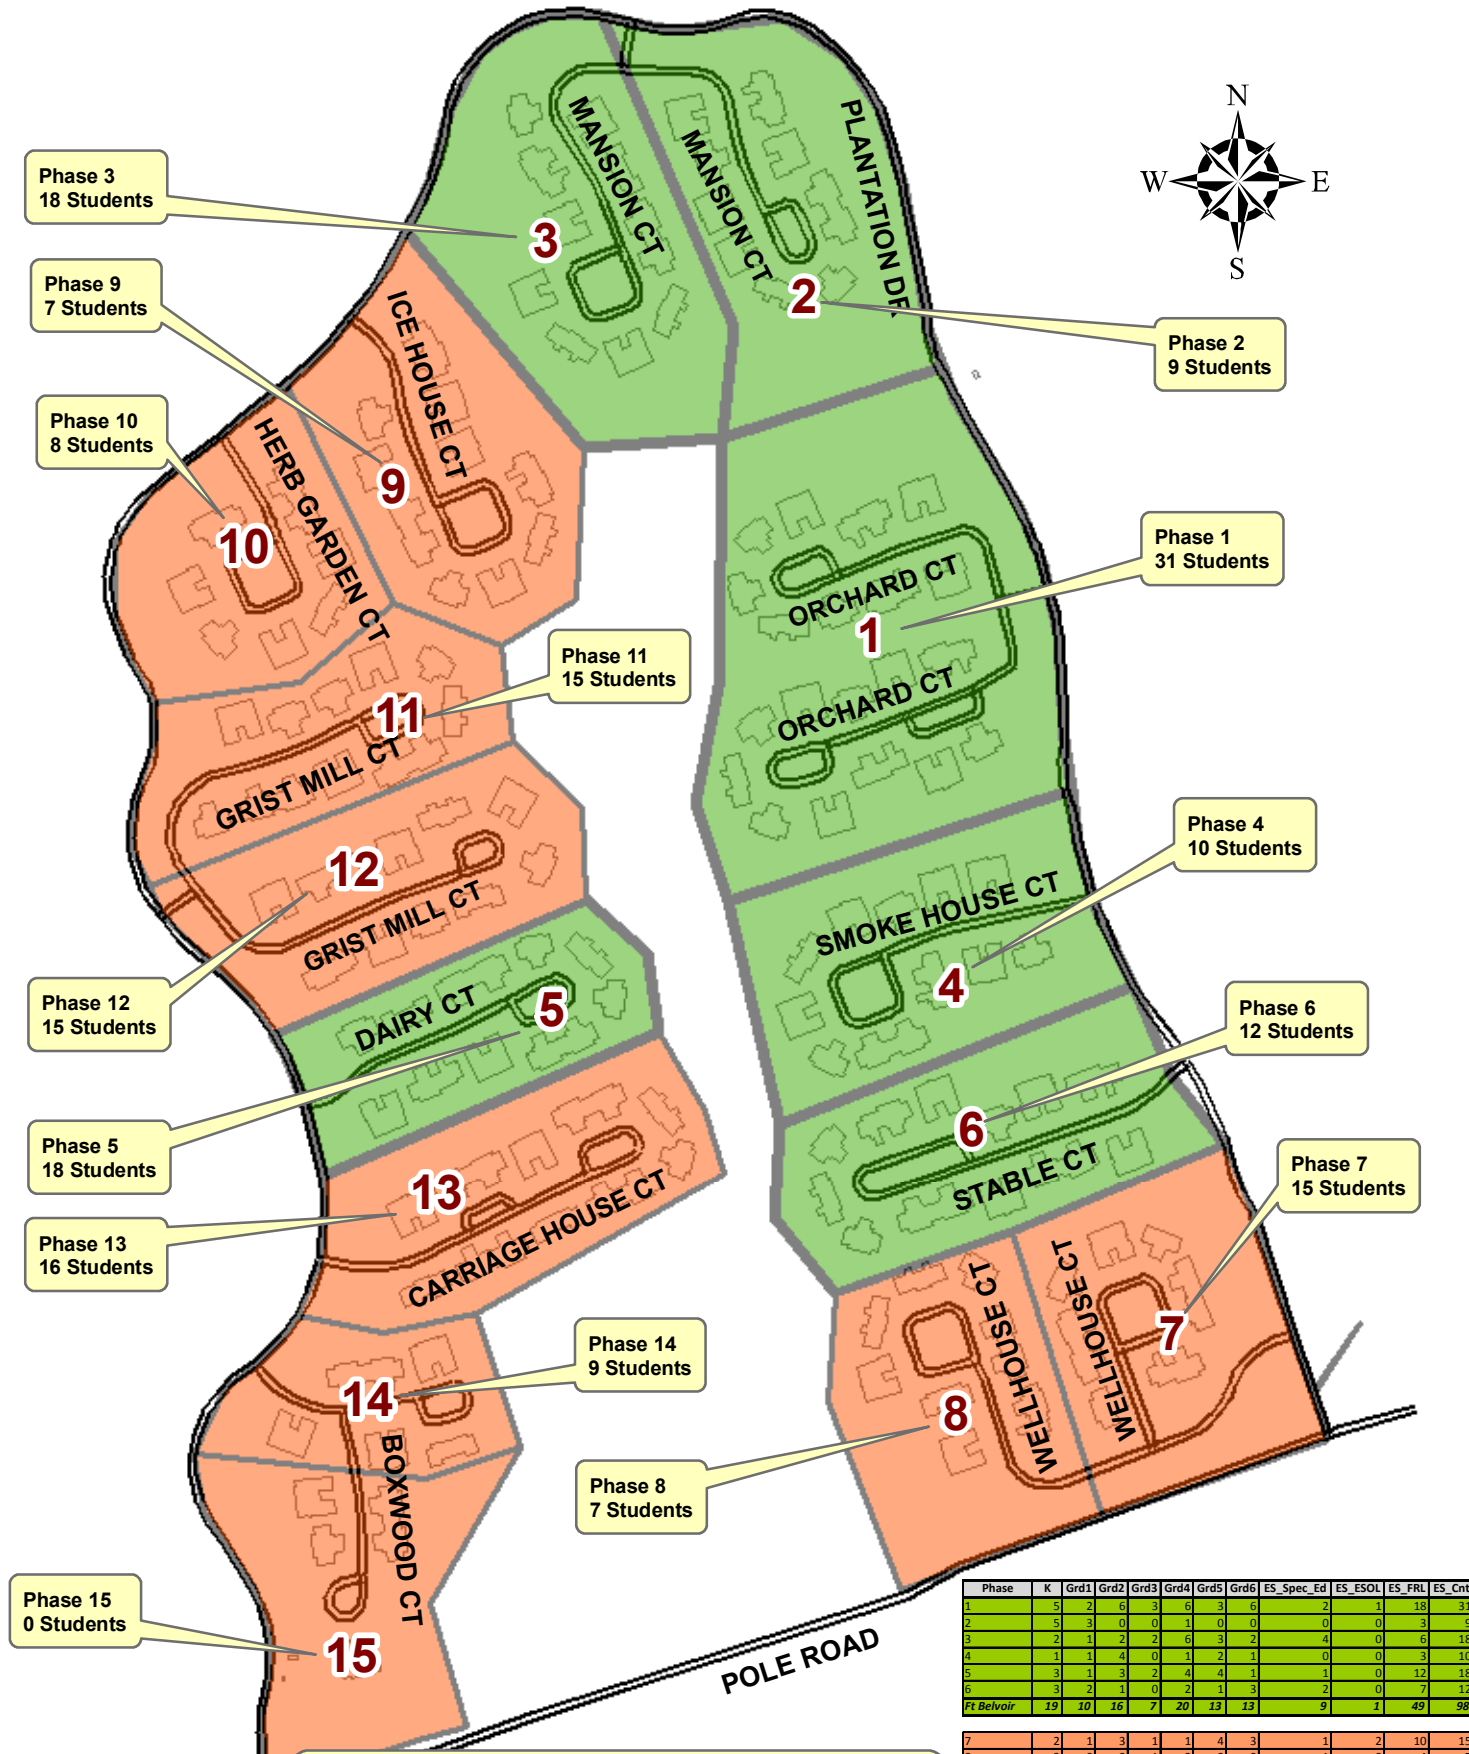 N
W E
S
PLANTATION DR
MANSION CT
MANSION CT
Phase 3
18 Students
3
2
Phase 9
7 Students
ICE HOUSE CT
Phase 2
9 Students
Phase 10
8 Students
HERB GARDEN CT
9
10
Phase 1
31 Students
ORCHARD CT
1
ORCHARD CT
Phase 11
15 Students
11
GRIST MILL CT
Phase 4
10 Students
12
GRIST MILL CT
SMOKE HOUSE CT
4
Phase 12
15 Students
DAIRY CT
5
Phase 6
12 Students
6
STABLE CT
Phase 5
18 Students
Phase 7
15 Students
13
CARRIAGE HOUSE CT
Phase 13
16 Students
WELLHOUSE CT
WELLHOUSE CT
7
8
Phase 14
9 Students
14
BOXWOOD CT
Phase 8
7 Students
Phase 15
0 Students
15
POLE ROAD
Phase K Grd1 Grd2 Grd3 Grd4 Grd5 Grd6 ES_Spec_Ed ES_ESOL ES_FRL ES_Cnt
1 5 2 6 3 6 3 6 2 1 18 31
2 5 3 0 0 1 0 0 0 0 3 9
3 2 1 2 2 6 3 2 4 0 6 18
4 1 1 4 0 1 2 1 0 0 3 10
5 3 1 3 2 4 4 1 1 0 12 18
6 3 2 1 0 2 1 3 2 0 7 12
Ft Belvoir 19 10 16 7 20 13 13 9 1 49 98
7 2 1 3 1 1 4 3 1 2 10 15